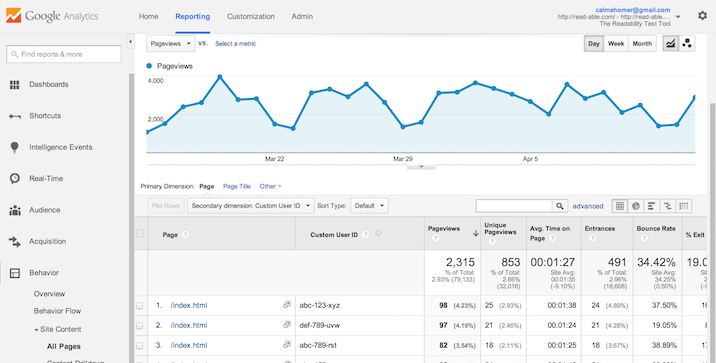 Google Analytics
Home Reporting Customization Admin
calmahomer@gmail.com
http://read-able.com/ - http://read-able....
The Readability Test Tool
Find reports & more
Dashboards
Shortcuts
Intelligence Events
Real-Time
Audience
Acquisition
Behavior
Overview
Behavior Flow
Site Content
All Pages
Pageviews VS. Select a metric
Day Week Month
Pageviews
4,000
2,000
Mar 22 Mar 29 Apr 5
Primary Dimension: Page Page Title Other
Plot Rows Secondary dimension: Custom User ID Sort Type: Default advanced
Page ? Custom User ID ? Pageviews ? Unique Pageviews ? Avg. Time on Page ? Entrances ? Bounce Rate ? % Exit
2,315 853 00:01:27 491 34.42% 19.0
% of Total: 2.93% (79,133) % of Total: 2.66% (32,016) Site Avg: 00:01:35 (-9.10%) % of Total: 2.96% (16,608) Site Avg: 34.25% (0.50%)
1. /index.html abc-123-xyz 98 (4.23%) 25 (2.93%) 00:01:38 24 (4.89%) 37.50%
2. /index.html def-789-uvw 97 (4.19%) 21 (2.46%) 00:01:24 21 (4.28%) 19.05%
3. /index.html abc-789-rst 82 (3.54%) 18 (2.11%) 00:01:25 18 (3.67%) 38.89%